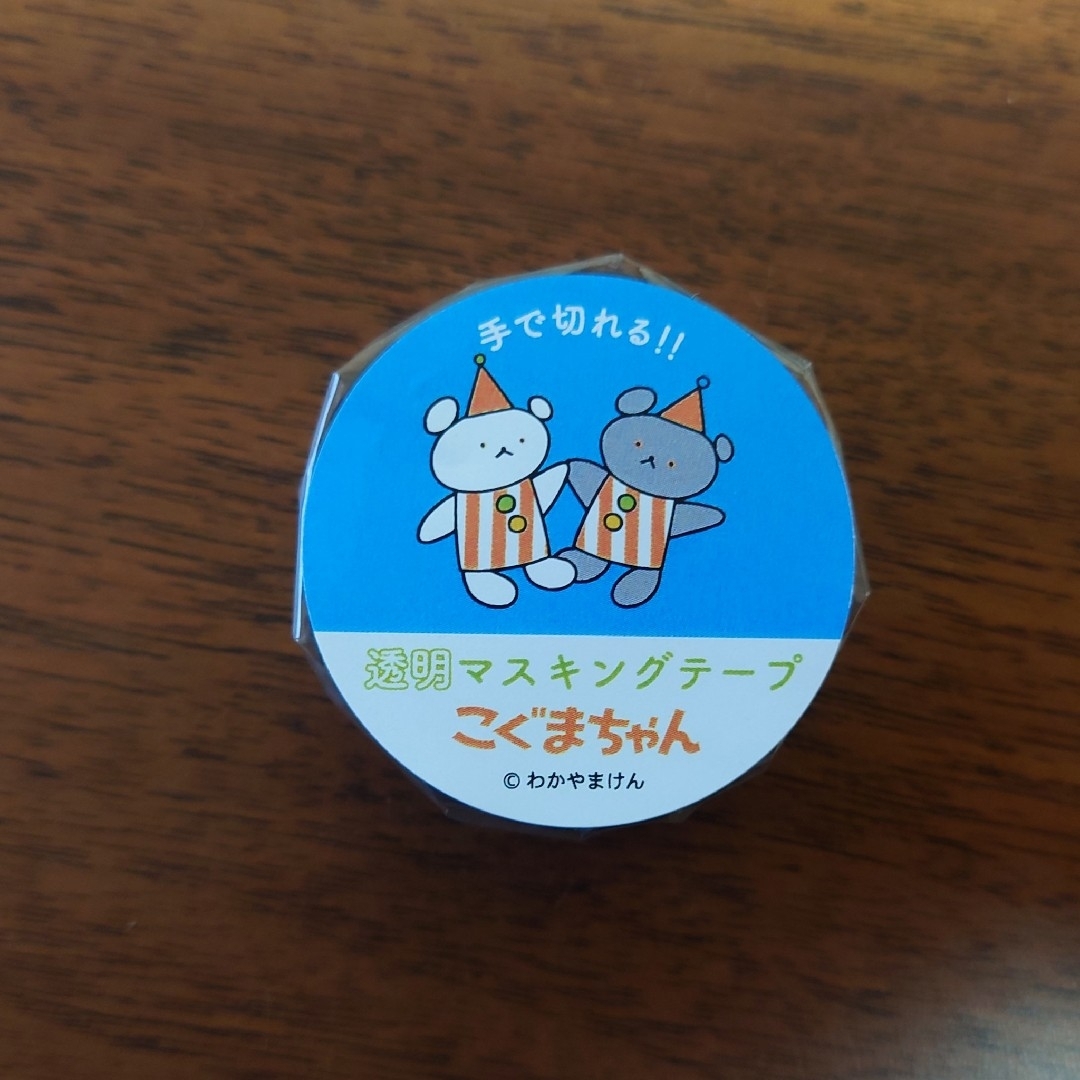 手で切れる!!
透明マスキングテープ
こぐまちゃん
© わかやまけん